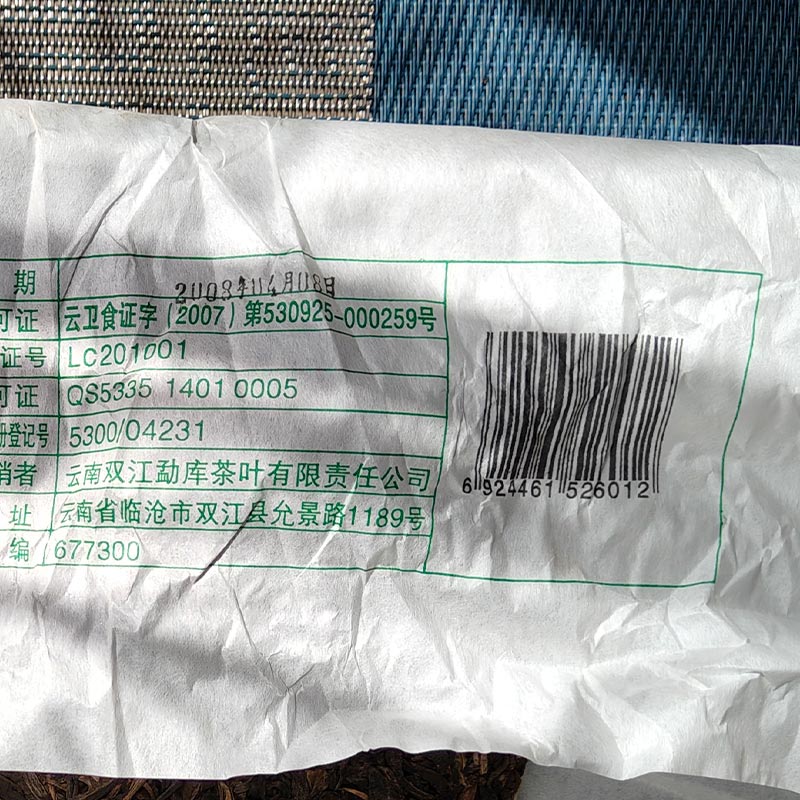 期 2008年04月08日
可证 云卫食证字(2007)第530925-000259号
证号 LC201001
可证 QS5335 1401 0005
册登记号 5300/04231
销者 云南双江勐库茶叶有限责任公司
址 云南省临沧市双江县允景路1189号
编 677300
6 924461 526012